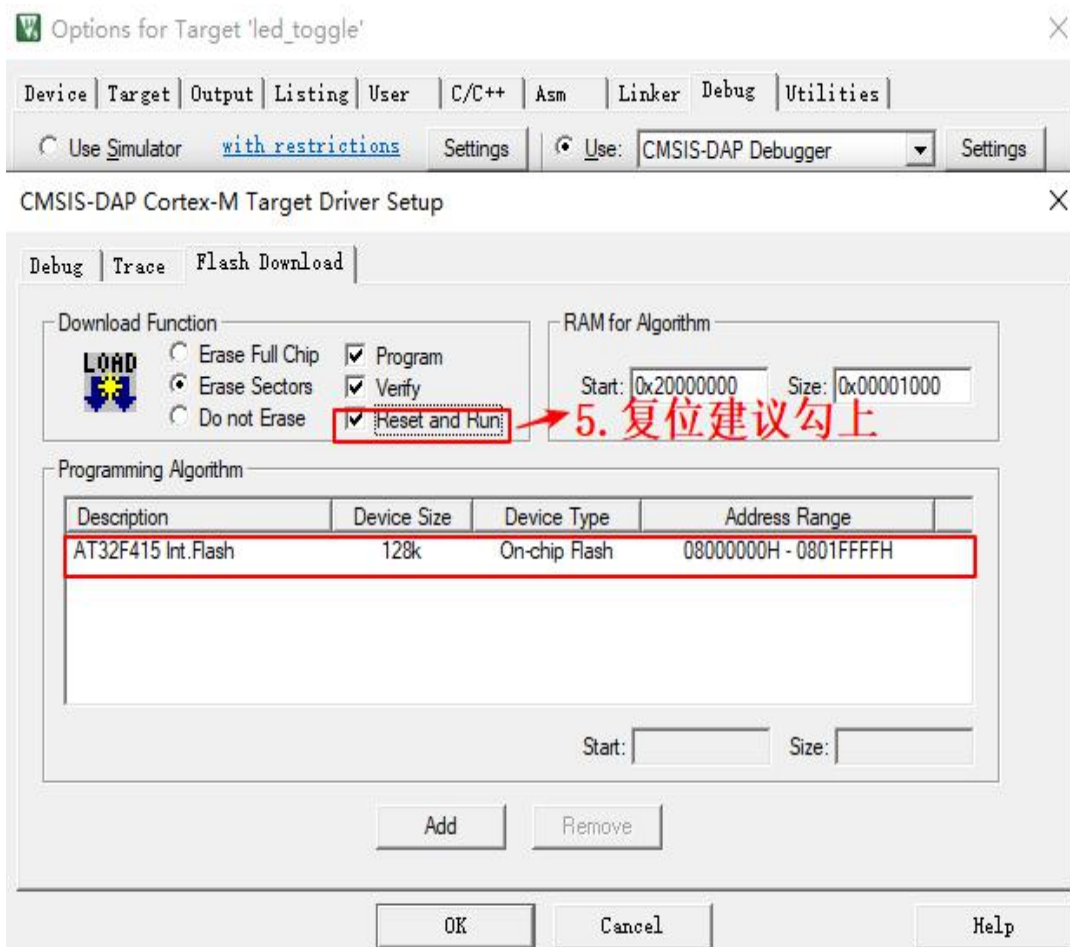 Options for Target 'led_toggle'
Device Target Output Listing User C/C++ Asm Linker Debug Utilities
Use Simulator with restrictions Settings Use: CMSIS-DAP Debugger Settings
CMSIS-DAP Cortex-M Target Driver Setup
Debug Trace Flash Download
Download Function
LOAD
Erase Full Chip
Erase Sectors
Do not Erase
Program
Verify
Reset and Run
RAM for Algorithm
Start: 0x20000000 Size: 0x00001000
5. 复位建议勾上
Programming Algorithm
Description Device Size Device Type Address Range
AT32F415 Int.Flash 128k On-chip Flash 08000000H - 0801FFFFH
Start: Size:
Add Remove
OK Cancel Help